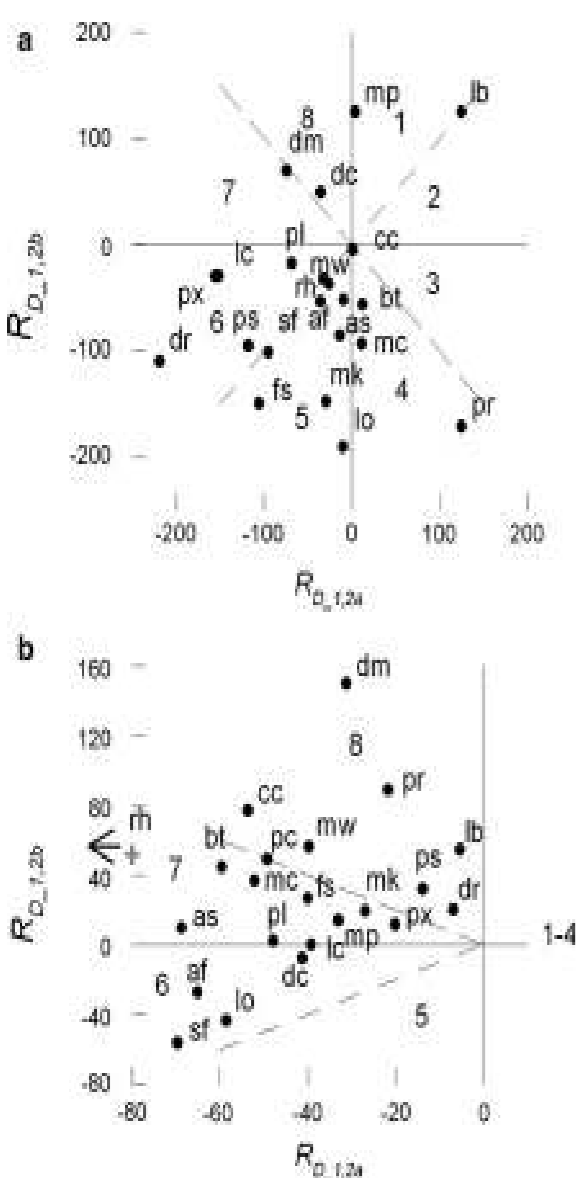 a
200
100
0
-100
-200
R_D_1,2b
8 mp lb
1
dm
7 dc 2
lc pl cc
mw
px rh 3
bt
6 ps sf af as
dr mc
mk 4
fs
5 lo pr
-200 -100 0 100 200
R_D_1,2a
b
160
120
80
40
0
-40
-80
R_D_1,2b
dm
8
pr
cc
rh mw lb
bt pc ps
+
7 mc fs mk dr
as pl px
mp 1-4
lc
dc
6 af
lo 5
sf
-80 -60 -40 -20 0
R_D_1,2a